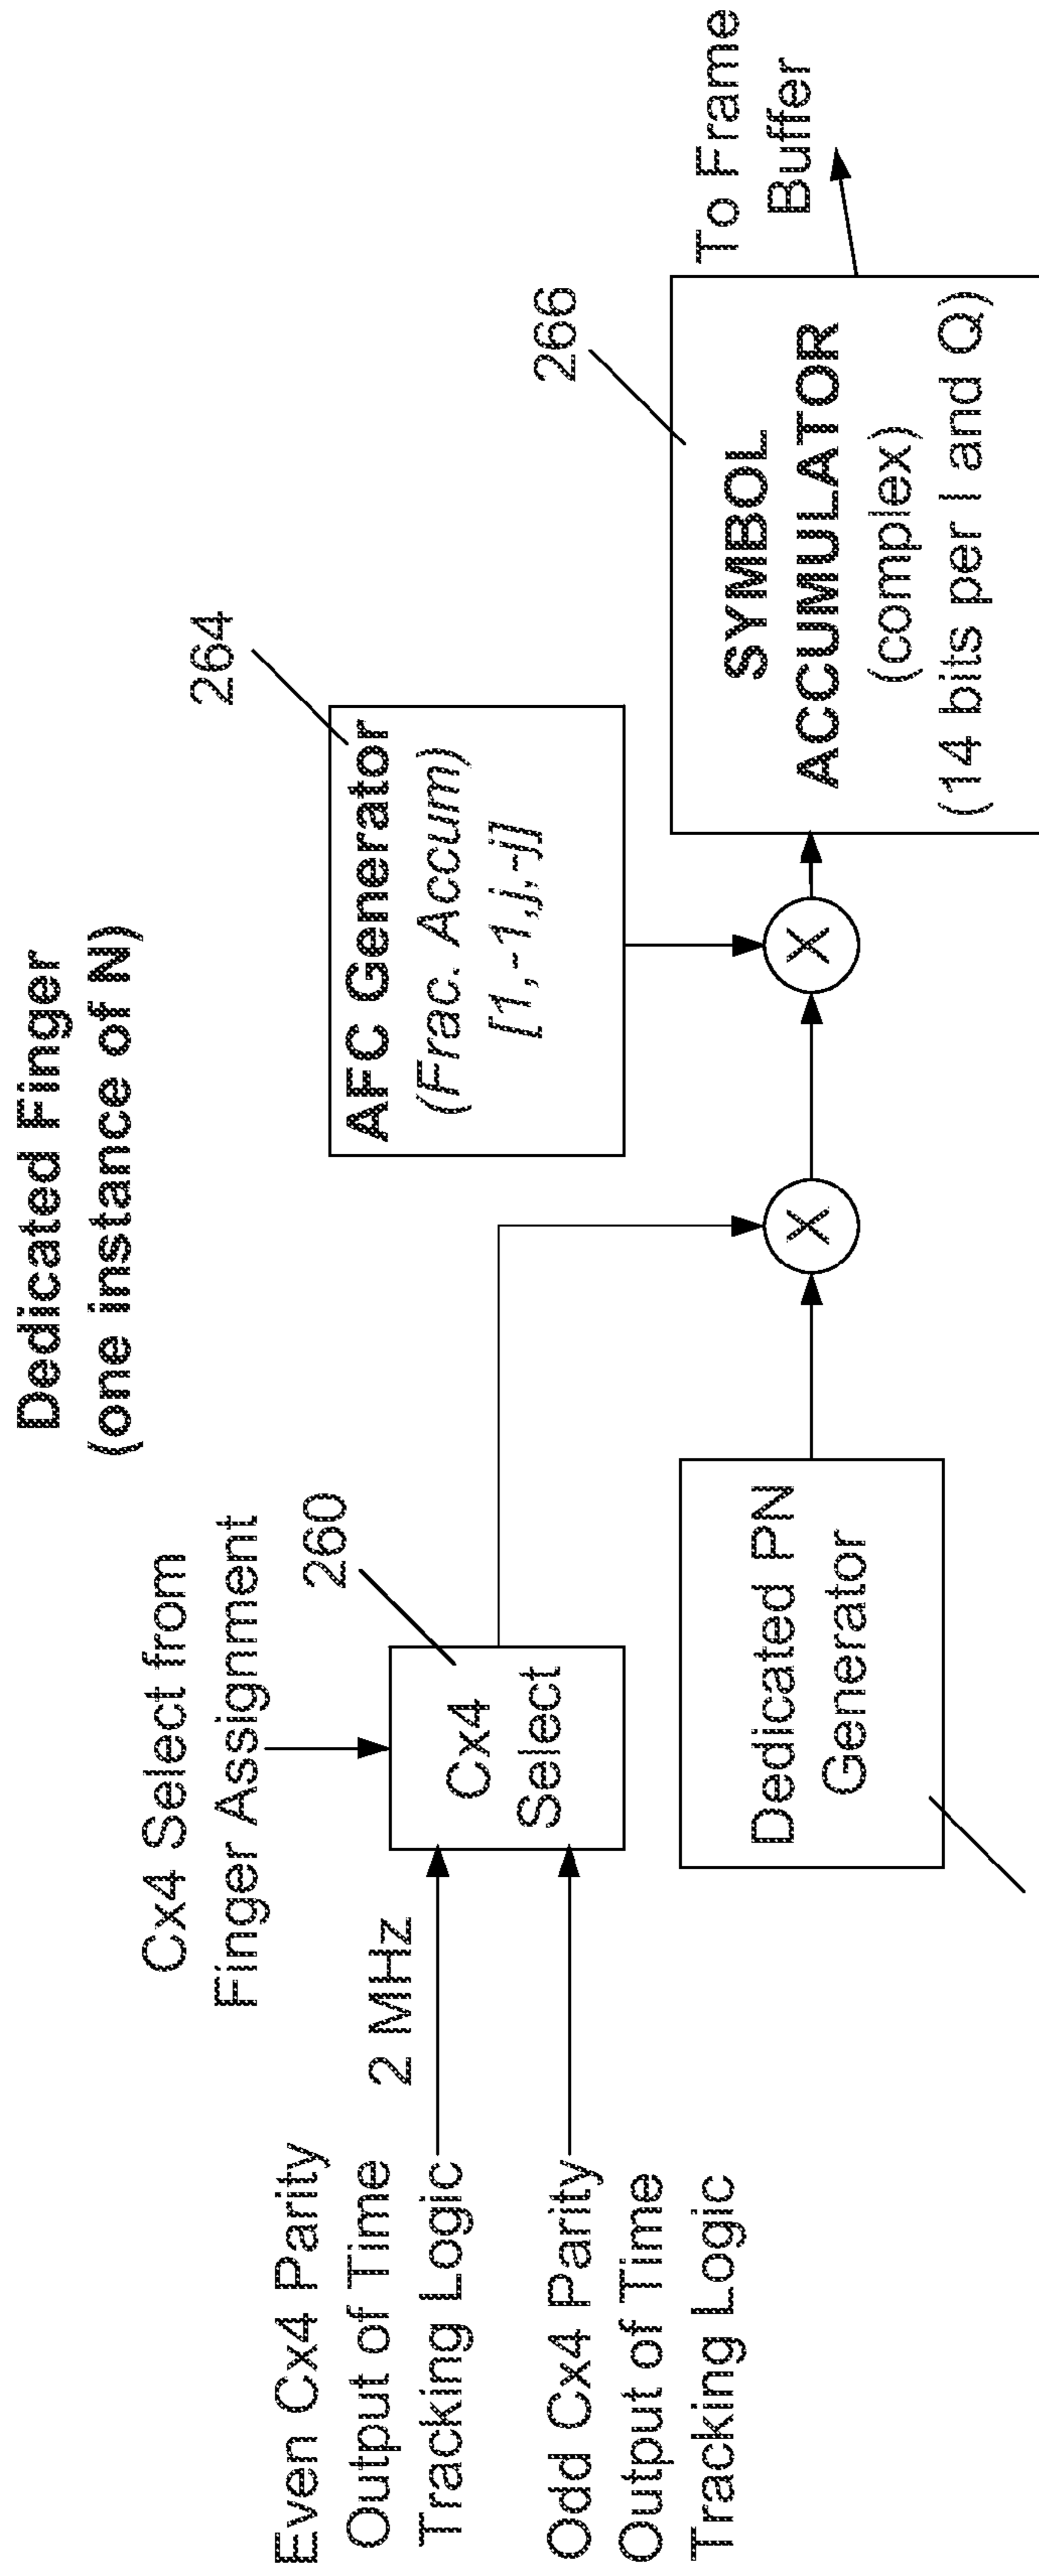 Dedicated Finger
(one instance of N)
Cx4 Select from
Finger Assignment
260
Even Cx4 Parity
Output of Time
Tracking Logic
2 MHz
Odd Cx4 Parity
Output of Time
Tracking Logic
Cx4
Select
Dedicated PN
Generator
X
264
AFC Generator
(Frac. Accum)
[1,-1,j,-j]
X
266
SYMBOL
ACCUMULATOR
(complex)
(14 bits per I and Q)
To Frame
Buffer